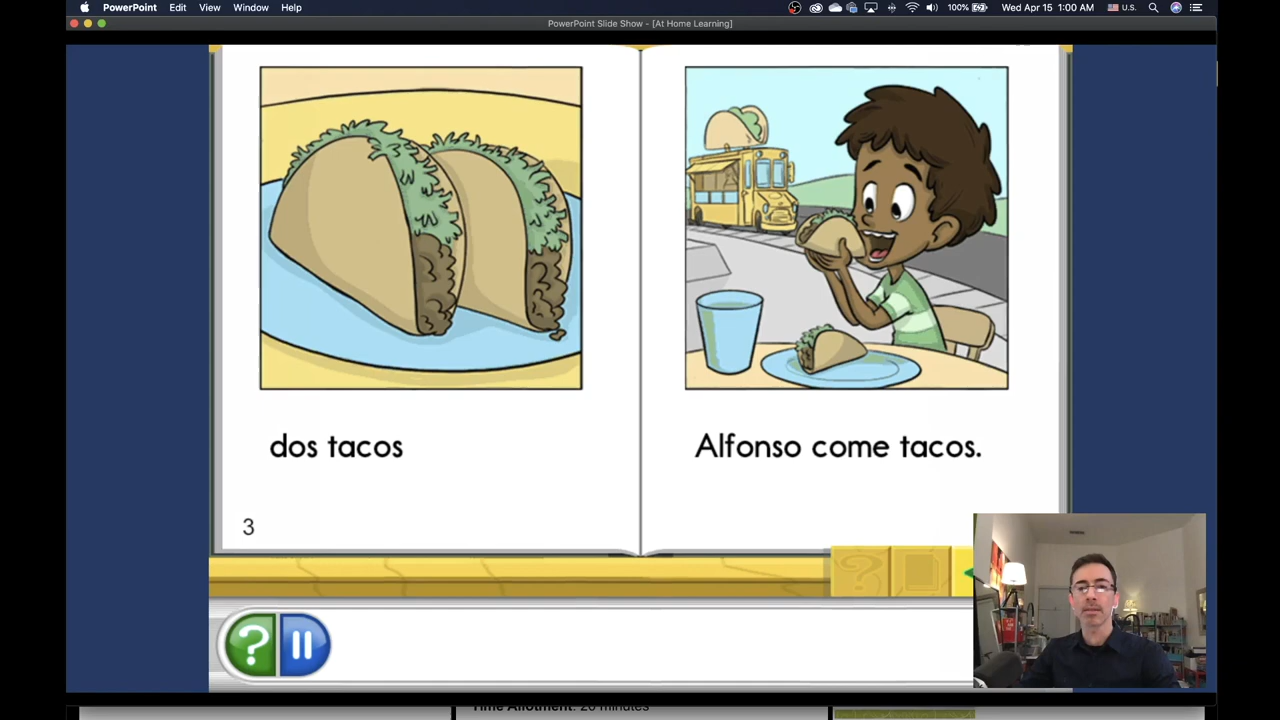 PowerPoint Edit View Window Help 100% Wed Apr 15 1:00 AM U.S.
PowerPoint Slide Show - [At Home Learning]
dos tacos
Alfonso come tacos.
3
Time Allotment: 20 minutes